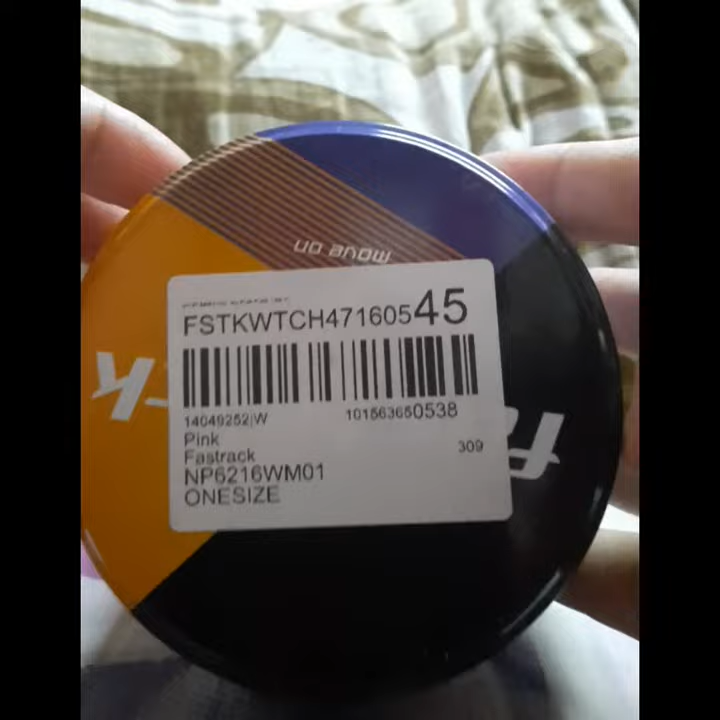 move on
FSTKWTCH47160545
14049252|W
101563650538
Pink
309
Fastrack
NP6216WM01
ONESIZE